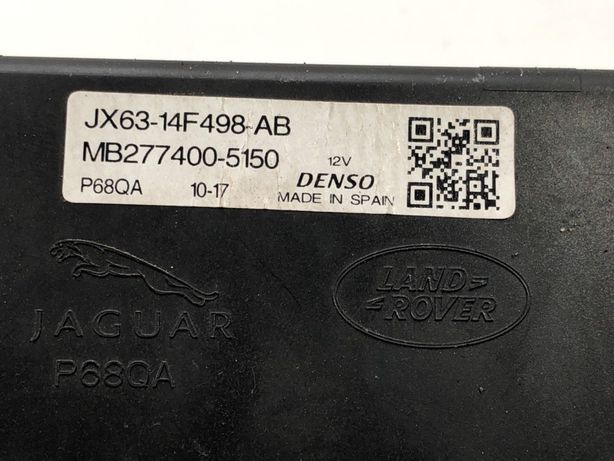 JX63-14F498-AB
MB277400-5150
12V
DENSO
P68QA 10-17
MADE IN SPAIN
JAGUAR
LAND
ROVER
P68QA